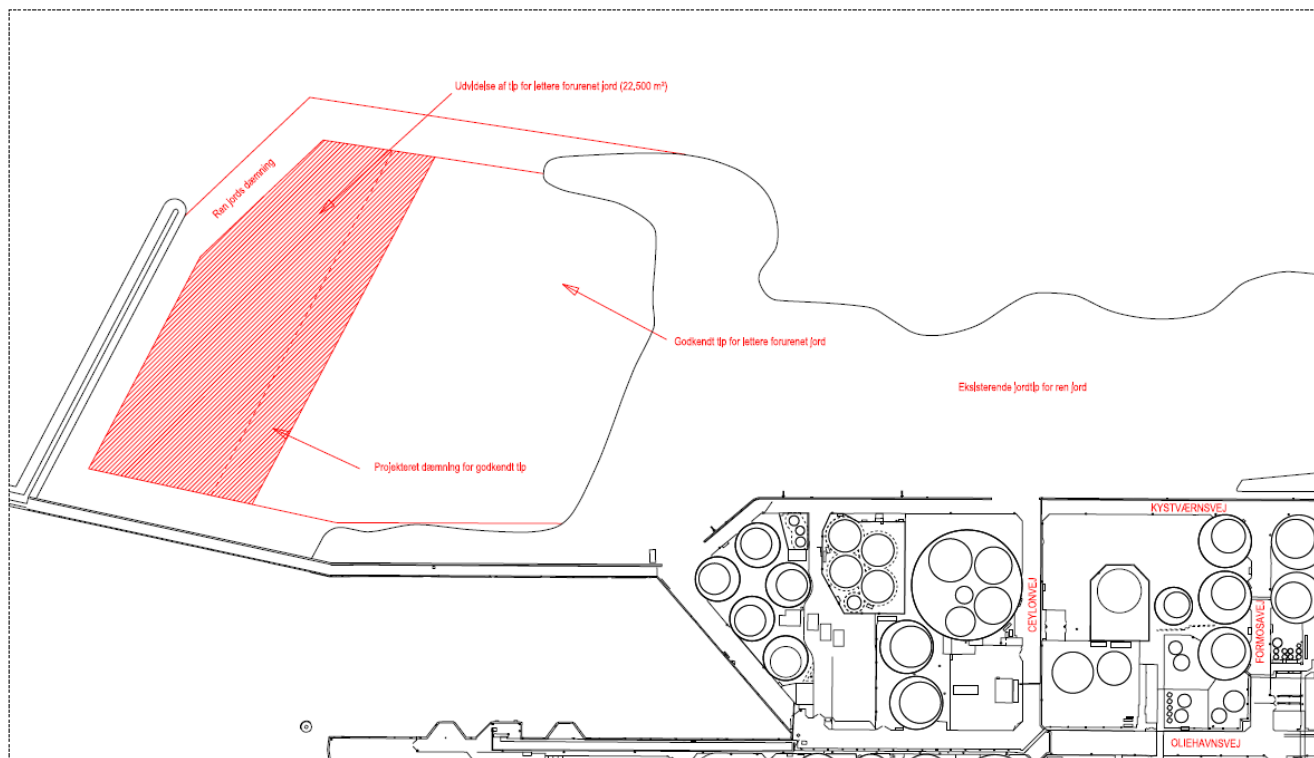 Udvidelse af tip for lettere forurenet jord (22,500 m²)
Ren jords dæmning
Godkendt tip for lettere forurenet jord
Eksisterende jordtip for ren jord
Projekteret dæmning for godkendt tip
KYSTVÆRNSVEJ
CEYLONVEJ
FORMOSAVEJ
OLIEHAVNSVEJ